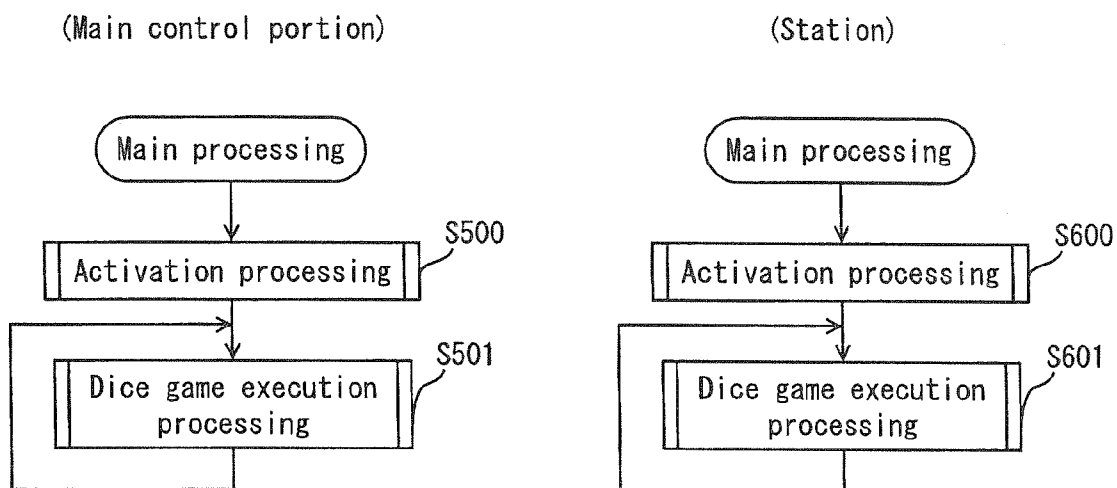 (Main control portion)
Main processing
S500
Activation processing
S501
Dice game execution
processing
(Station)
Main processing
S600
Activation processing
S601
Dice game execution
processing